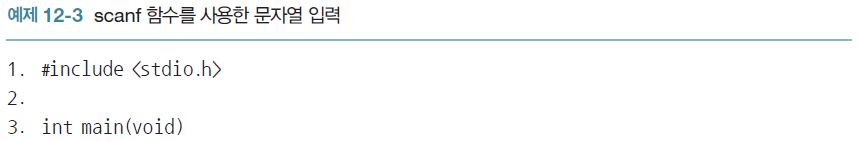 예제 12-3 scanf 함수를 사용한 문자열 입력
1. #include <stdio.h>
2.
3. int main(void)